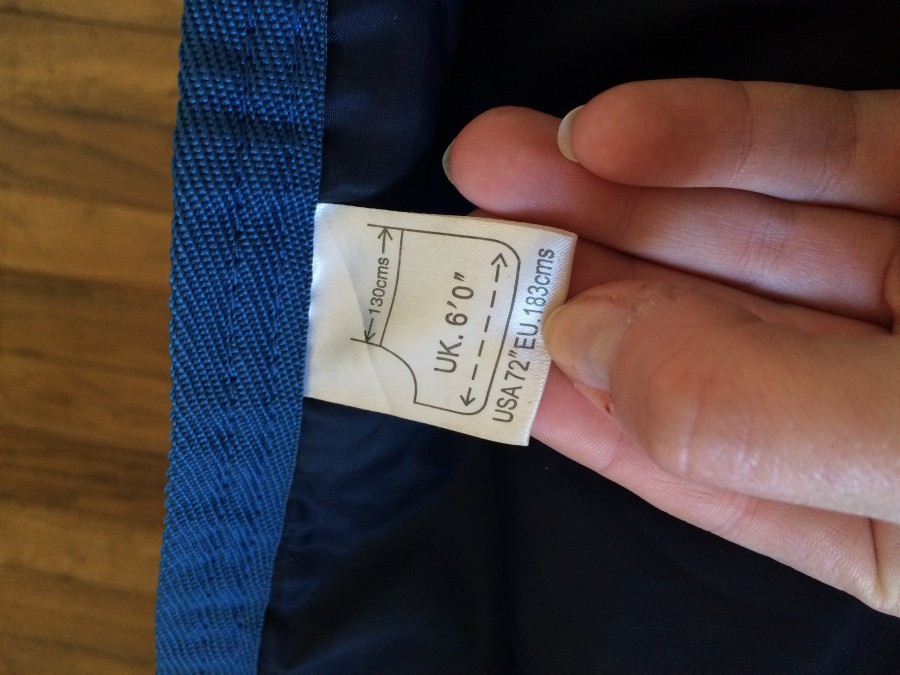 130cms
UK. 6'0"
USA 72" EU. 183cms